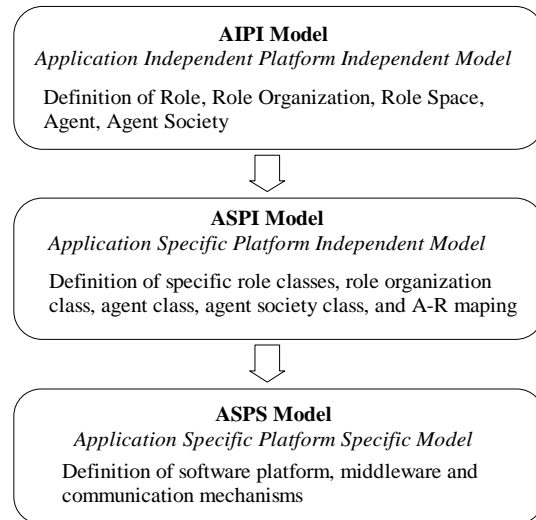 AIPI Model
Application Independent Platform Independent Model
Definition of Role, Role Organization, Role Space,
Agent, Agent Society
ASPI Model
Application Specific Platform Independent Model
Definition of specific role classes, role organization
class, agent class, agent society class, and A-R maping
ASPS Model
Application Specific Platform Specific Model
Definition of software platform, middleware and
communication mechanisms